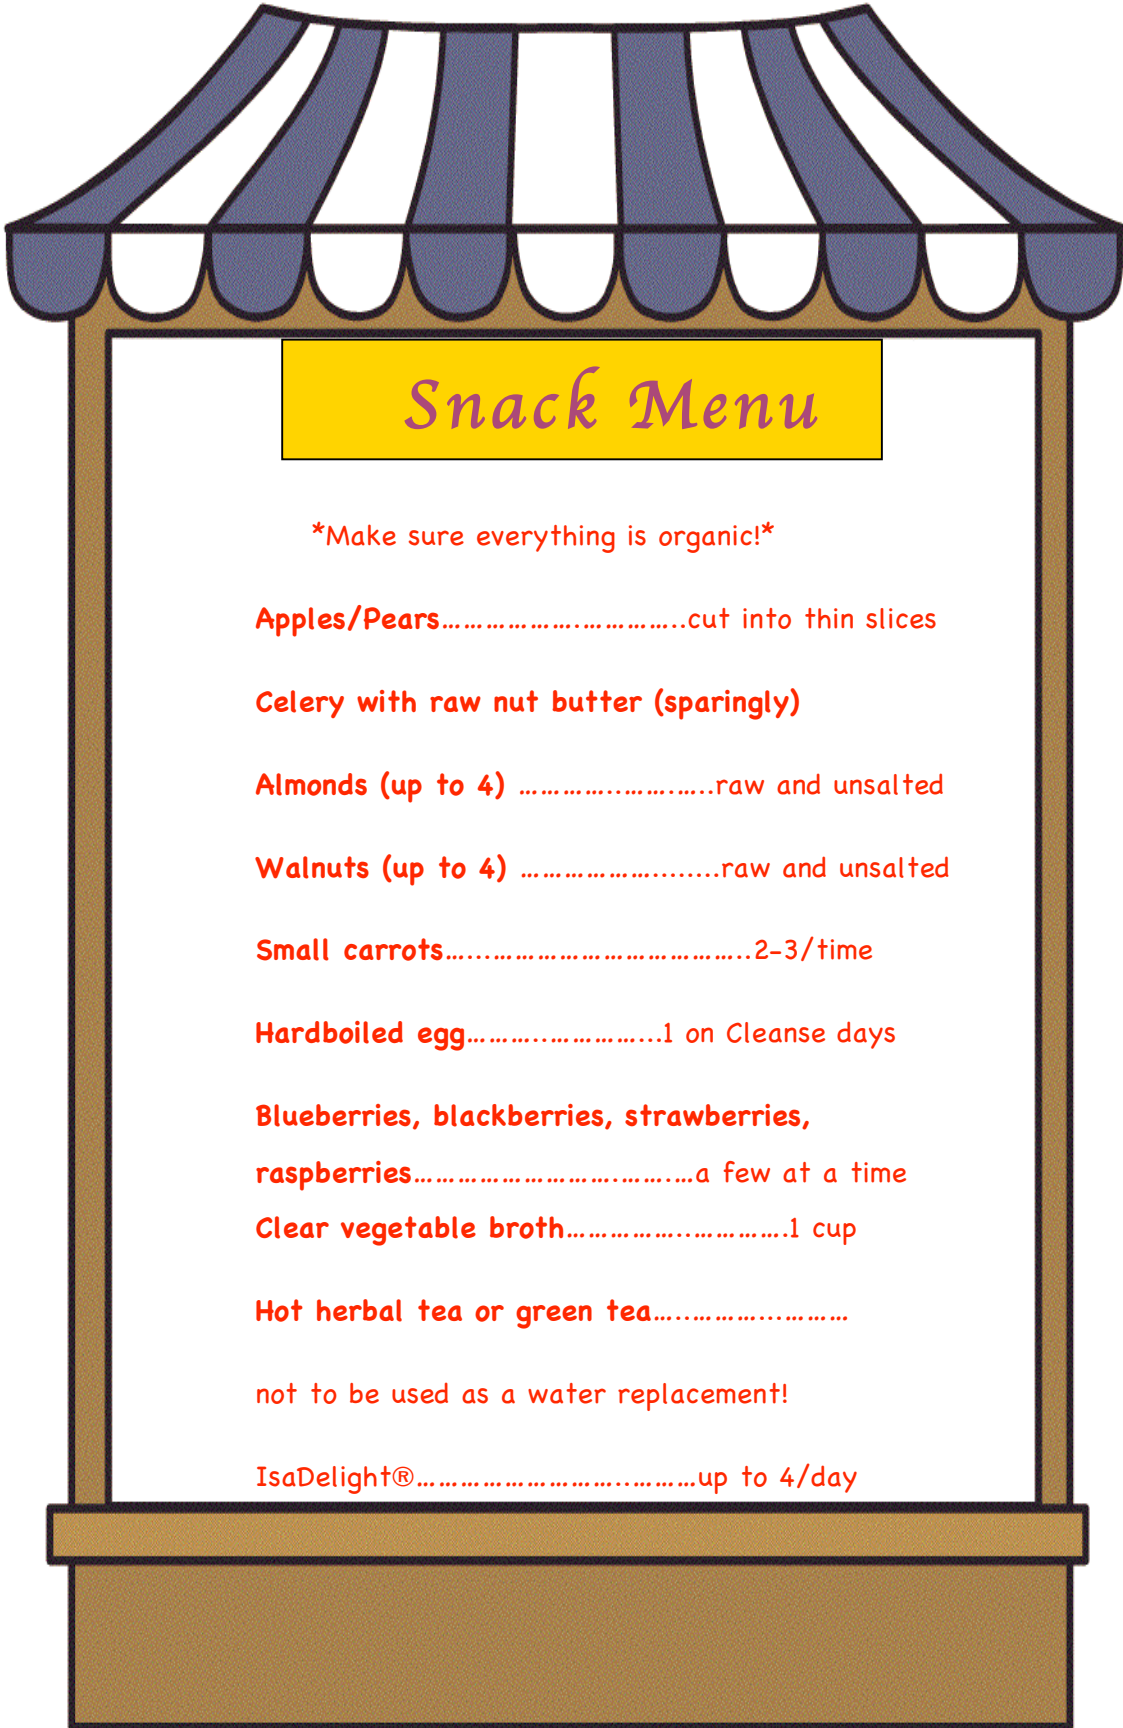 Snack Menu
*Make sure everything is organic!*
Apples/Pears……………….…………..cut into thin slices
Celery with raw nut butter (sparingly)
Almonds (up to 4) …………..…….…..raw and unsalted
Walnuts (up to 4) ………………........raw and unsalted
Small carrots…...……………………………..2-3/time
Hardboiled egg………..…………...1 on Cleanse days
Blueberries, blackberries, strawberries,
raspberries……………………….…….…a few at a time
Clear vegetable broth……………..………….1 cup
Hot herbal tea or green tea…..………...………
not to be used as a water replacement!
IsaDelight®………………………..………up to 4/day